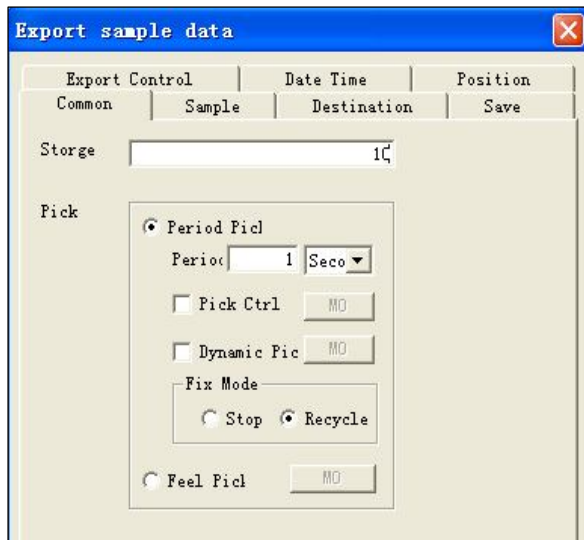 Export sample data
Export Control Date Time Position
Common Sample Destination Save
Storge
Pick
Period Picl
Perioc 1 Seco
Pick Ctrl M0
Dynamic Pic M0
Fix Mode
Stop Recycle
Feel Picl M0